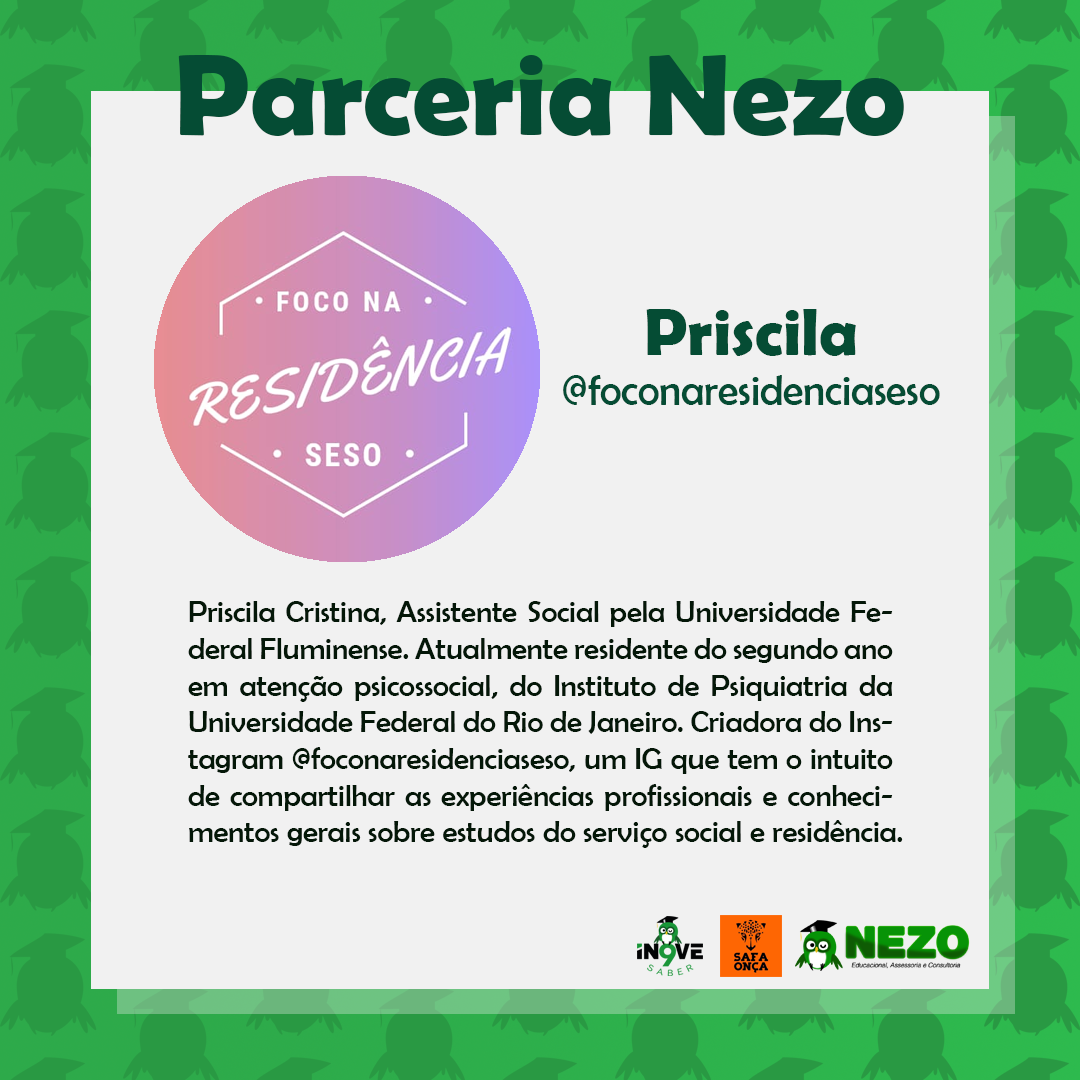 Parceria Nezo
• FOCO NA •
RESIDÊNCIA
• SESO •
Priscila
@foconaresidenciaseso
Priscila Cristina, Assistente Social pela Universidade Fe-
deral Fluminense. Atualmente residente do segundo ano
em atenção psicossocial, do Instituto de Psiquiatria da
Universidade Federal do Rio de Janeiro. Criadora do Ins-
tagram @foconaresidenciaseso, um IG que tem o intuito
de compartilhar as experiências profissionais e conheci-
mentos gerais sobre estudos do serviço social e residência.
iN9VE
SABER
SAFA
ONÇA
NEZO
Educacional, Assessoria e Consultoria